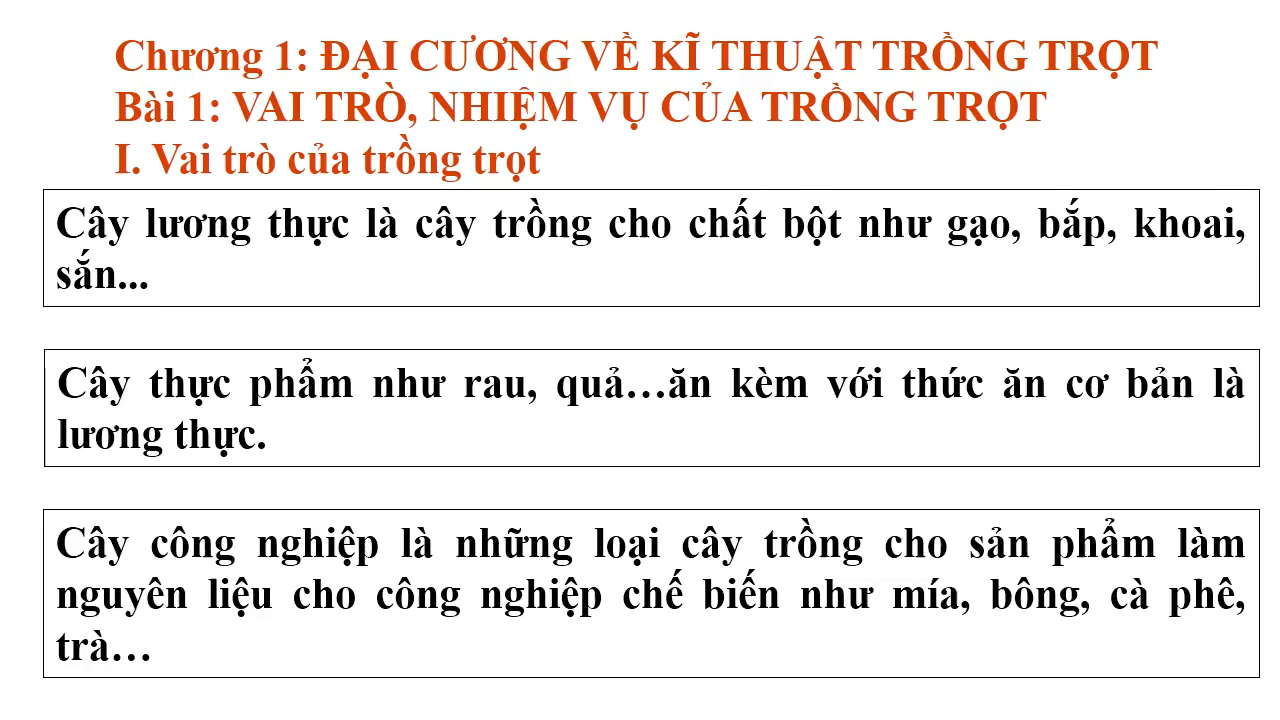 Chương 1: ĐẠI CƯƠNG VỀ KĨ THUẬT TRỒNG TRỌT
Bài 1: VAI TRÒ, NHIỆM VỤ CỦA TRỒNG TRỌT
I. Vai trò của trồng trọt
Cây lương thực là cây trồng cho chất bột như gạo, bắp, khoai,
sắn...
Cây thực phẩm như rau, quả…ăn kèm với thức ăn cơ bản là
lương thực.
Cây công nghiệp là những loại cây trồng cho sản phẩm làm
nguyên liệu cho công nghiệp chế biến như mía, bông, cà phê,
trà…